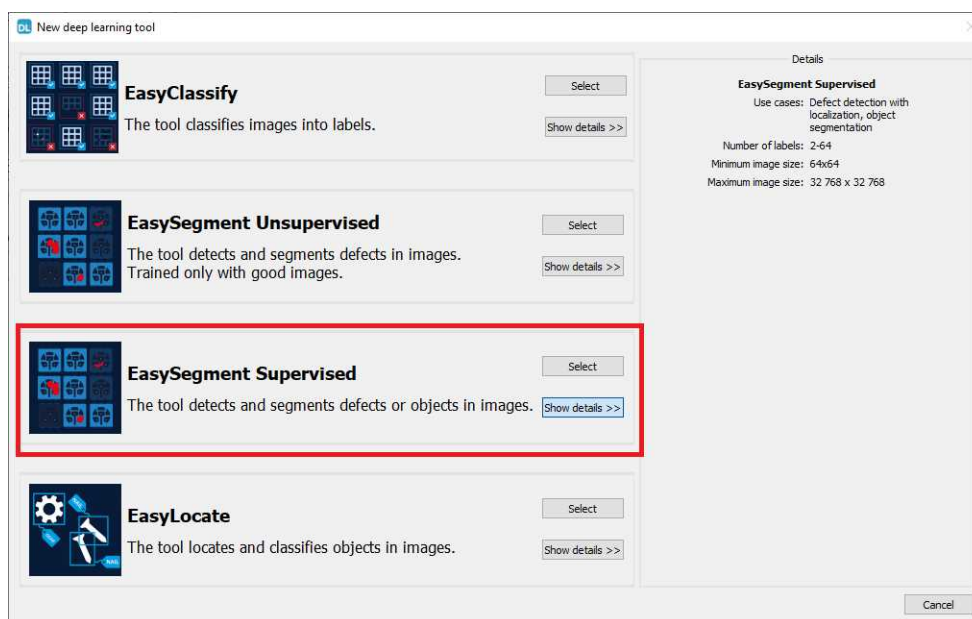 DL New deep learning tool
EasyClassify
The tool classifies images into labels.
Select
Show details >>
EasySegment Unsupervised
The tool detects and segments defects in images.
Trained only with good images.
Select
Show details >>
EasySegment Supervised
The tool detects and segments defects or objects in images.
Select
Show details >>
EasyLocate
The tool locates and classifies objects in images.
Select
Show details >>
Details
EasySegment Supervised
Use cases: Defect detection with
localization, object
segmentation
Number of labels: 2-64
Minimum image size: 64x64
Maximum image size: 32 768 x 32 768
Cancel